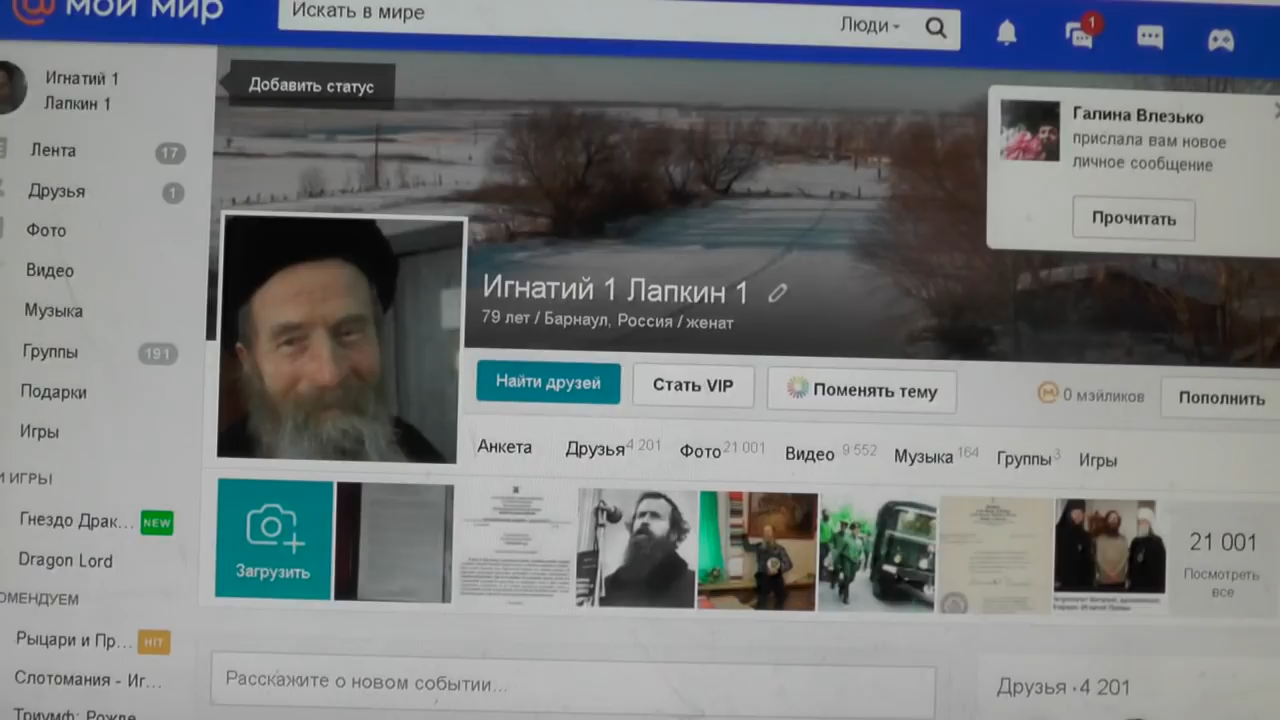 мой мир
Искать в мире
Люди
1
Игнатий 1
Лапкин 1
Добавить статус
Галина Влезько
прислала вам новое
личное сообщение
Прочитать
Лента 17
Друзья 1
Фото
Видео
Музыка
Группы 191
Подарки
Игры
И ИГРЫ
Гнездо Драк... NEW
Dragon Lord
ОМЕНДУЕМ
Рыцари и Пр... HIT
Слотомания - Иг...
Триумф: Рожде
Игнатий 1 Лапкин 1
79 лет / Барнаул, Россия / женат
Найти друзей
Стать VIP
Поменять тему
0 мэйликов
Пополнить
Анкета Друзья 4 201 Фото 21 001 Видео 9 552 Музыка 164 Группы 3 Игры
Загрузить
21 001
Посмотреть
все
Расскажите о новом событии...
Друзья · 4 201